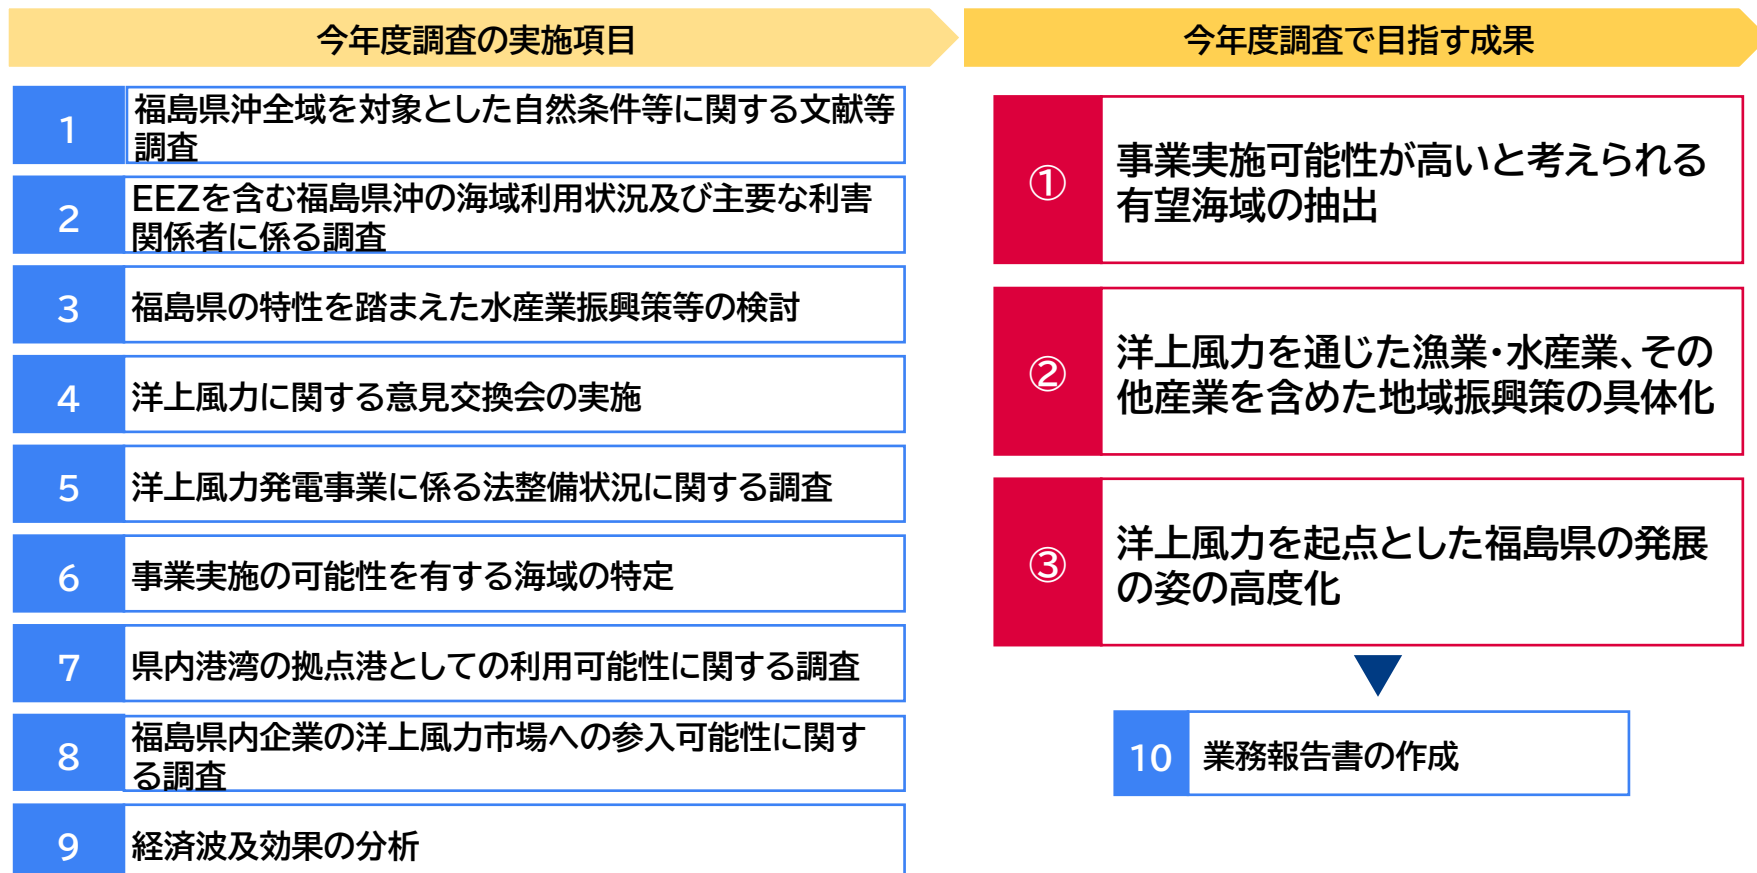 今年度調査の実施項目
1
福島県沖全域を対象とした自然条件等に関する文献等
調査
2
EEZを含む福島県沖の海域利用状況及び主要な利害
関係者に係る調査
3
福島県の特性を踏まえた水産業振興策等の検討
4
洋上風力に関する意見交換会の実施
5
洋上風力発電事業に係る法整備状況に関する調査
6
事業実施の可能性を有する海域の特定
7
県内港湾の拠点港としての利用可能性に関する調査
8
福島県内企業の洋上風力市場への参入可能性に関す
る調査
9
経済波及効果の分析
今年度調査で目指す成果
①
事業実施可能性が高いと考えられる
有望海域の抽出
②
洋上風力を通じた漁業・水産業、その
他産業を含めた地域振興策の具体化
③
洋上風力を起点とした福島県の発展
の姿の高度化
10
業務報告書の作成